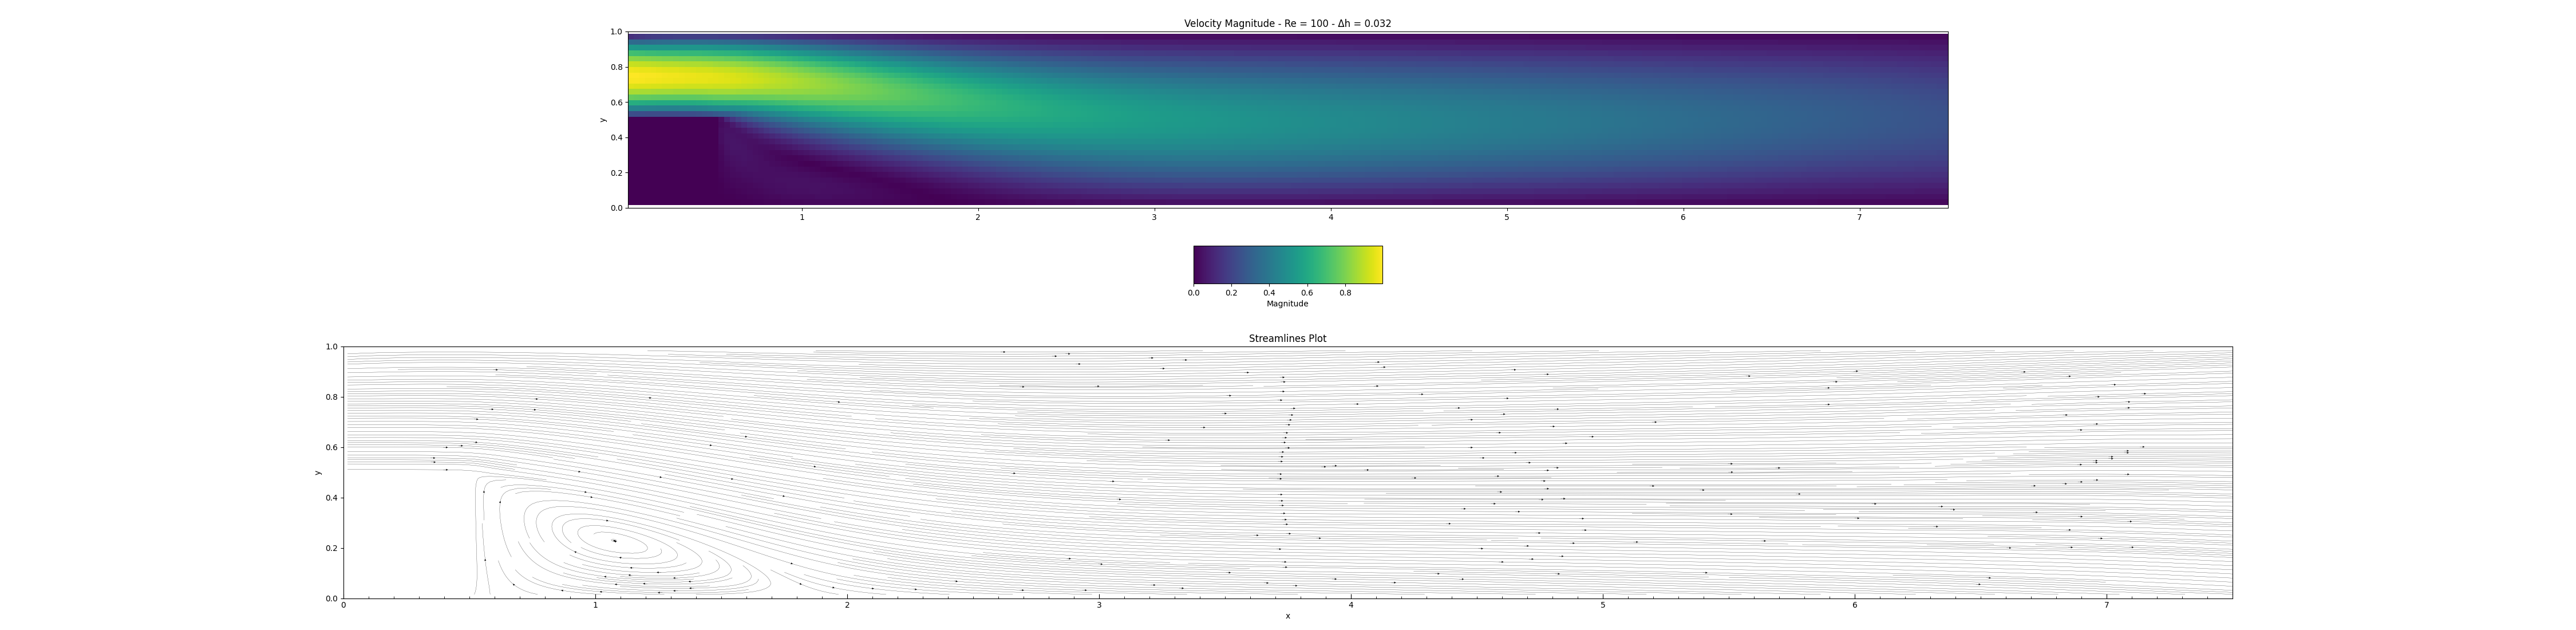 Velocity Magnitude - Re = 100 - Δh = 0.032
1.0
0.8
0.6
0.4
0.2
0.0
y
1 2 3 4 5 6 7
0.0 0.2 0.4 0.6 0.8
Magnitude
Streamlines Plot
1.0
0.8
0.6
0.4
0.2
0.0
y
0 1 2 3 4 5 6 7
x